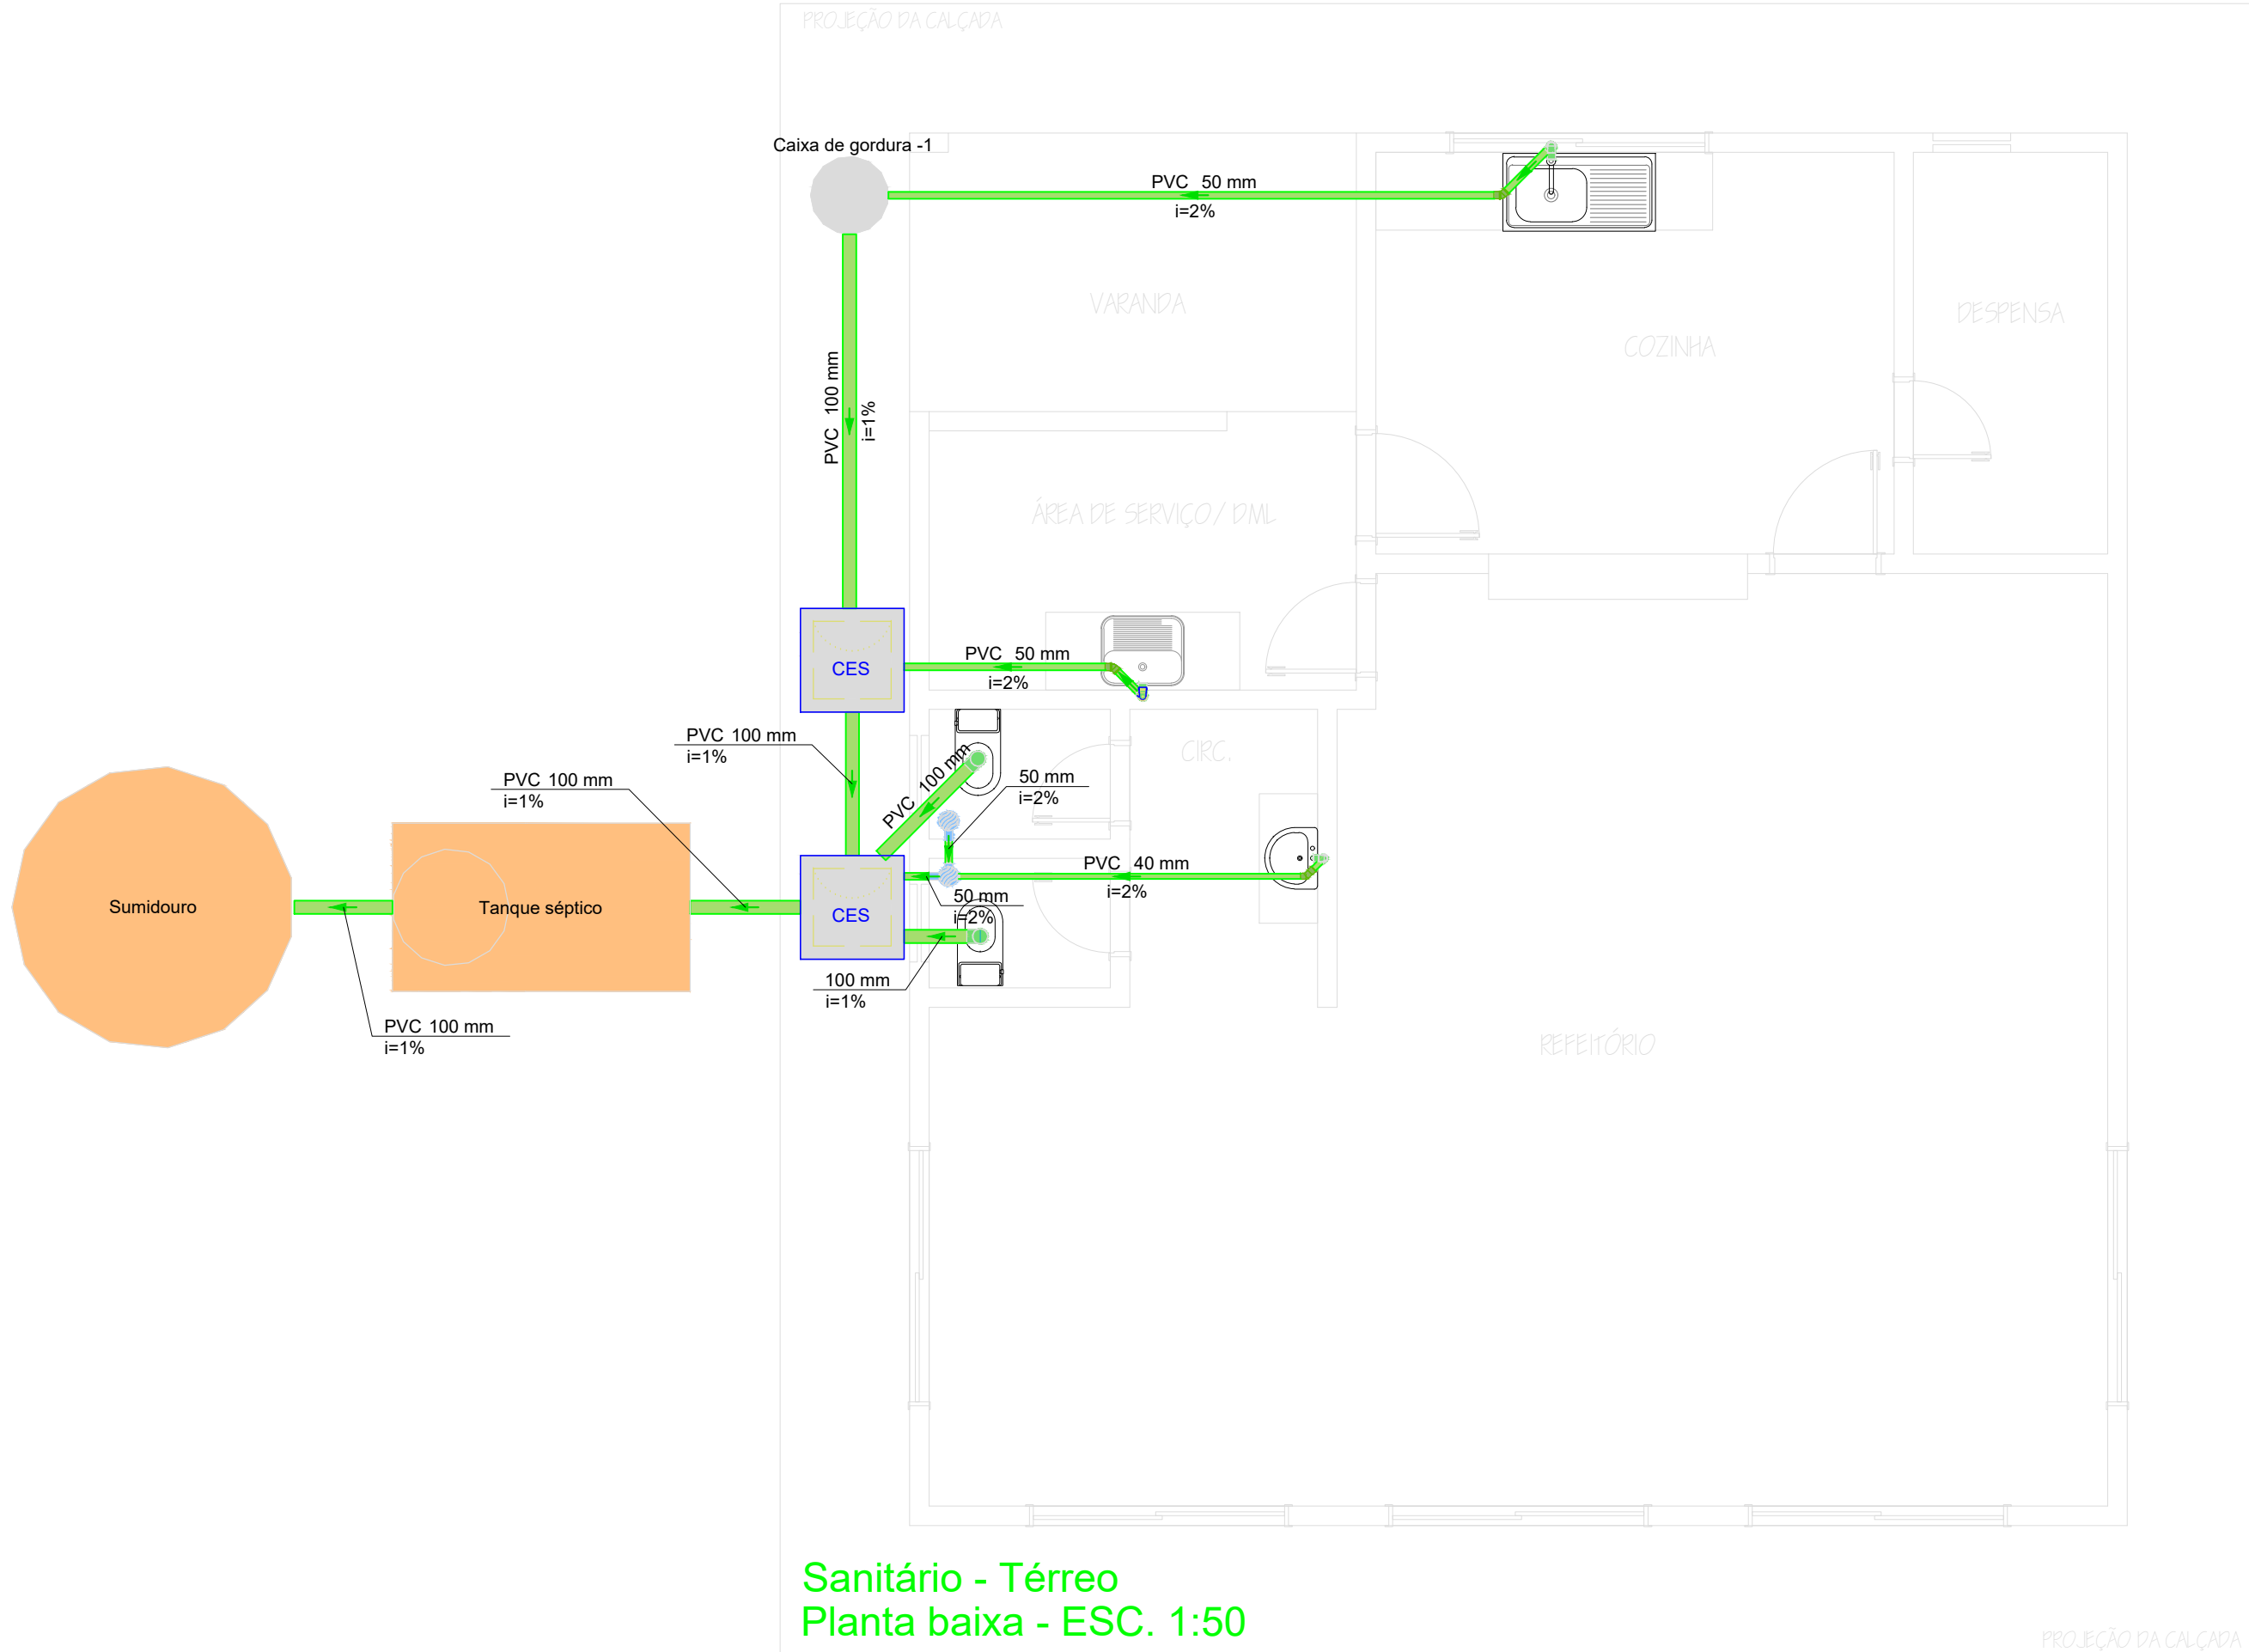 PROJEÇÃO DA CALÇADA
Caixa de gordura -1
PVC 50 mm
i=2%
VARANDA
DESPENSA
COZINHA
PVC 100 mm
i=1%
ÁREA DE SERVIÇO/ DML
CES
PVC 50 mm
i=2%
PVC 100 mm
i=1%
CIRC.
PVC 100 mm
i=1%
PVC 100 mm
50 mm
i=2%
PVC 40 mm
i=2%
50 mm
i=2%
Sumidouro
Tanque séptico
CES
100 mm
i=1%
PVC 100 mm
i=1%
REFEITÓRIO
Sanitário - Térreo
Planta baixa - ESC. 1:50
PROJEÇÃO DA CALÇADA